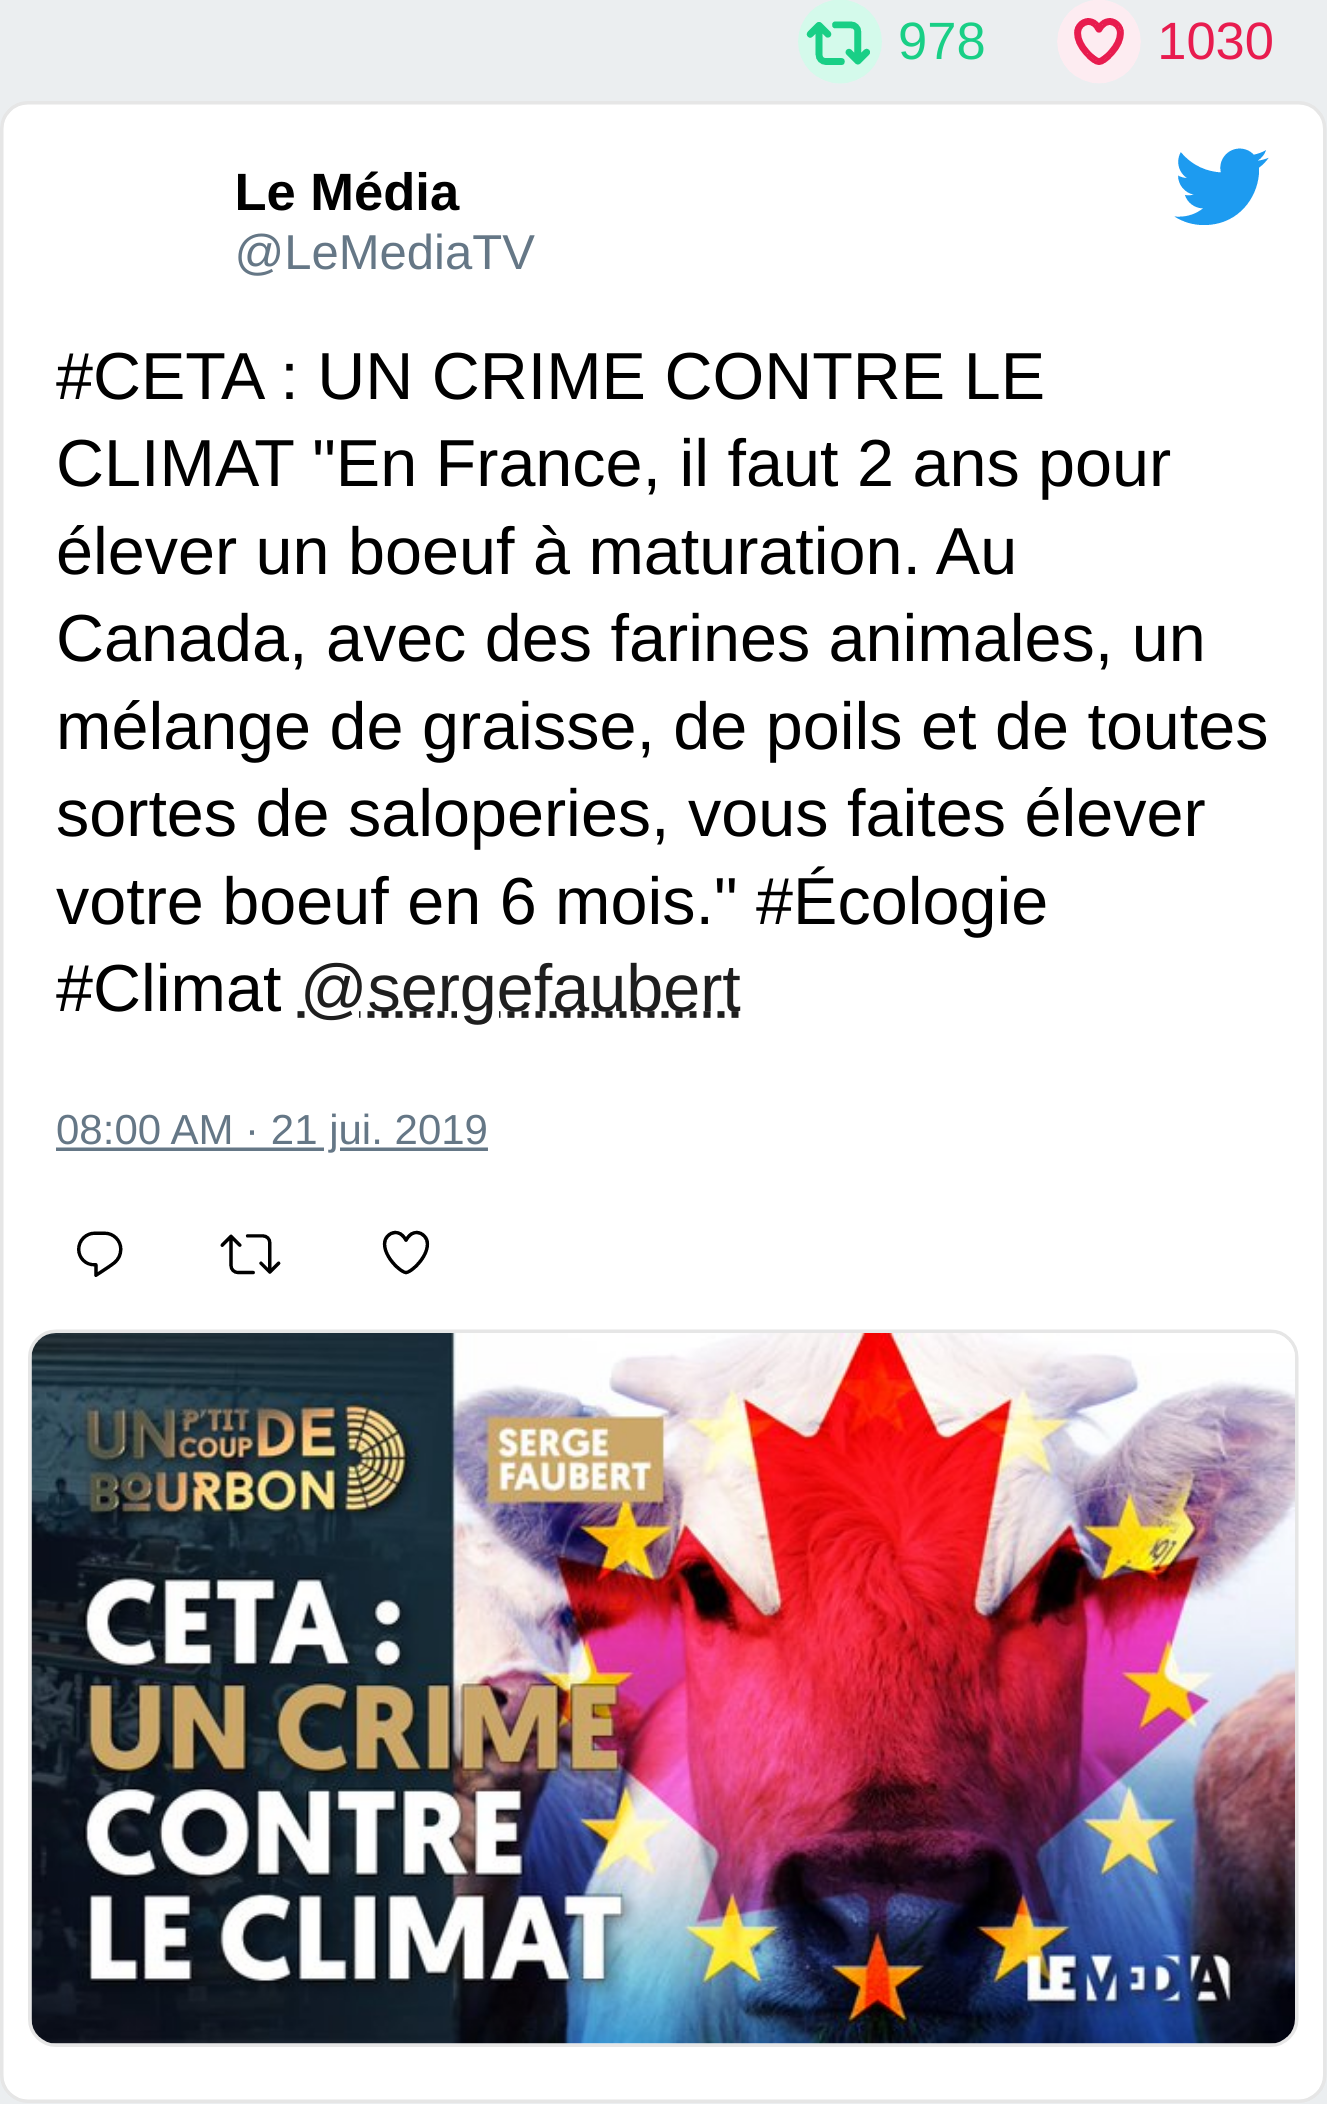 978 1030
Le Média
@LeMediaTV
#CETA : UN CRIME CONTRE LE
CLIMAT "En France, il faut 2 ans pour
élever un boeuf à maturation. Au
Canada, avec des farines animales, un
mélange de graisse, de poils et de toutes
sortes de saloperies, vous faites élever
votre boeuf en 6 mois." #Écologie
#Climat @sergefaubert
08:00 AM · 21 jui. 2019
UN P'TIT COUP DE
BOURBON
SERGE
FAUBERT
CETA :
UN CRIME
CONTRE
LE CLIMAT
LE MEDIA